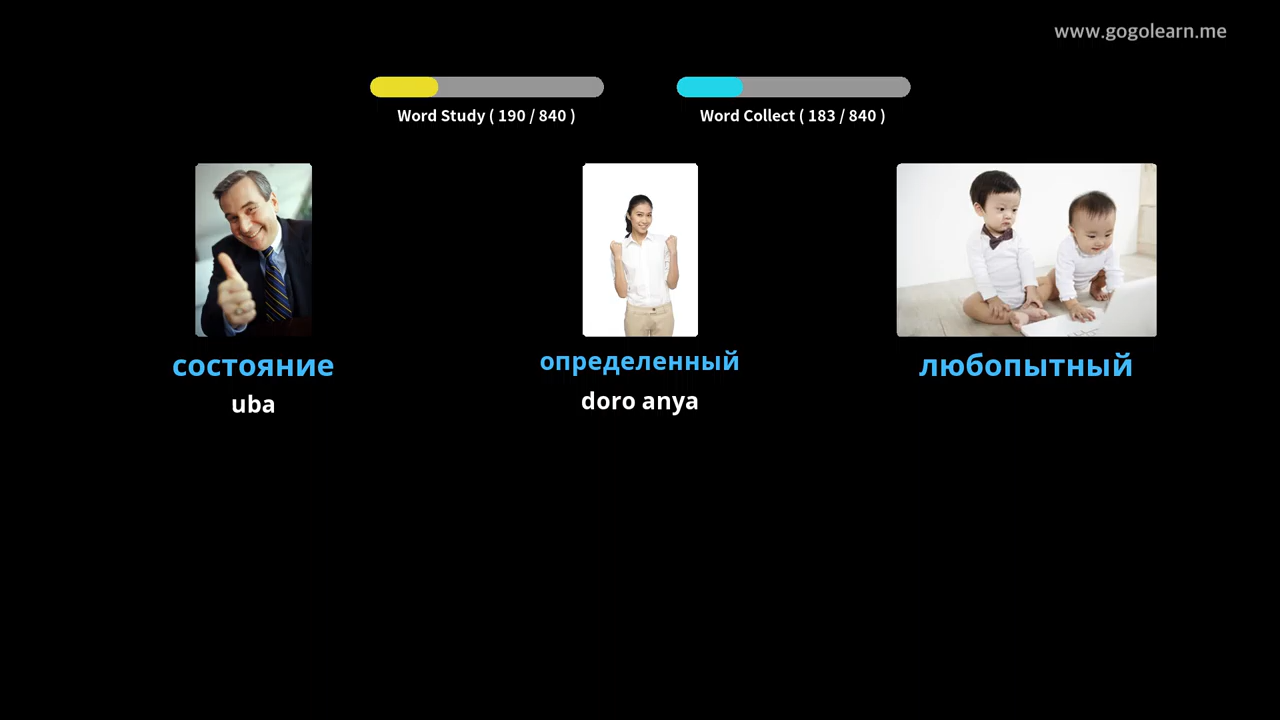 www.gogolearn.me
Word Study ( 190 / 840 )
Word Collect ( 183 / 840 )
состояние
определенный
любопытный
uba
doro anya